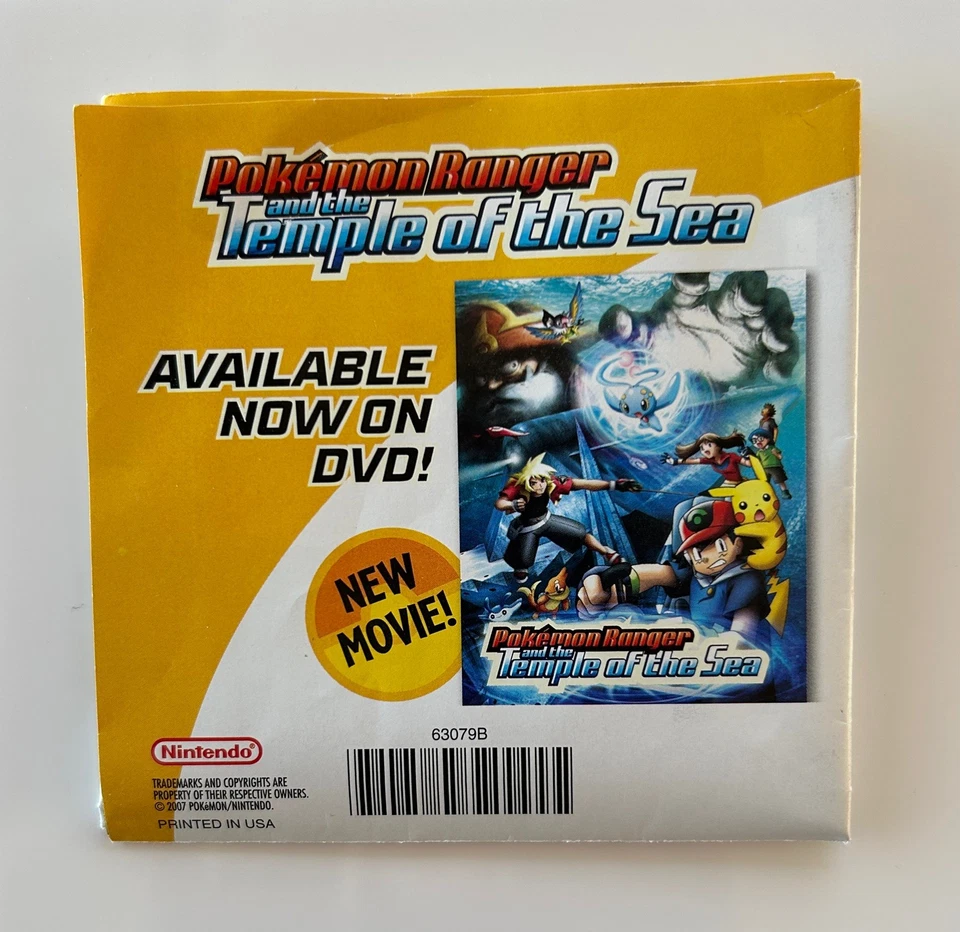 Pokémon Ranger
and the
Temple of the Sea
AVAILABLE
NOW ON
DVD!
NEW
MOVIE!
Pokémon Ranger
and the
Temple of the Sea
63079B
Nintendo®
TRADEMARKS AND COPYRIGHTS ARE
PROPERTY OF THEIR RESPECTIVE OWNERS.
© 2007 POKéMON/NINTENDO.
PRINTED IN USA